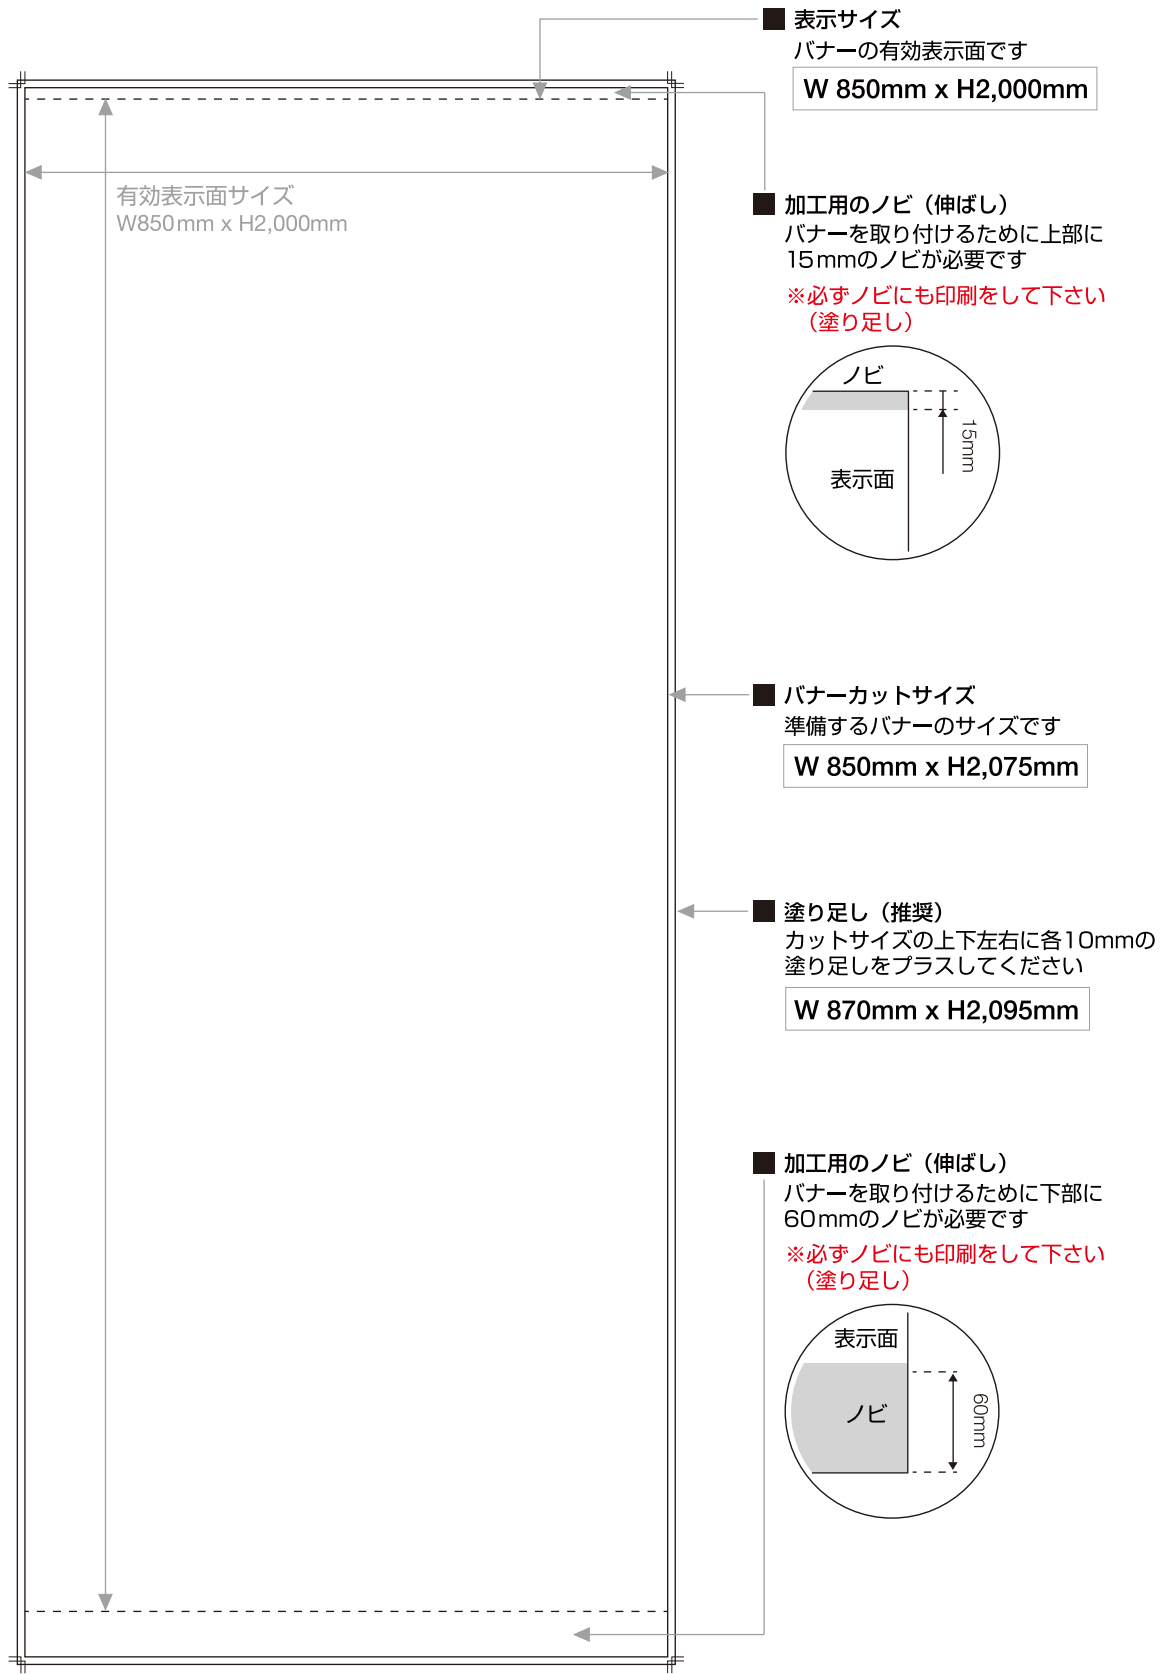 ■ 表示サイズ
バナーの有効表示面です
W 850mm x H2,000mm
有効表示面サイズ
W850mm x H2,000mm
■ 加工用のノビ（伸ばし）
バナーを取り付けるために上部に
15mmのノビが必要です
※必ずノビにも印刷をして下さい
（塗り足し）
ノビ
15mm
表示面
■ バナーカットサイズ
準備するバナーのサイズです
W 850mm x H2,075mm
■ 塗り足し（推奨）
カットサイズの上下左右に各10mmの
塗り足しをプラスしてください
W 870mm x H2,095mm
■ 加工用のノビ（伸ばし）
バナーを取り付けるために下部に
60mmのノビが必要です
※必ずノビにも印刷をして下さい
（塗り足し）
表示面
ノビ
60mm